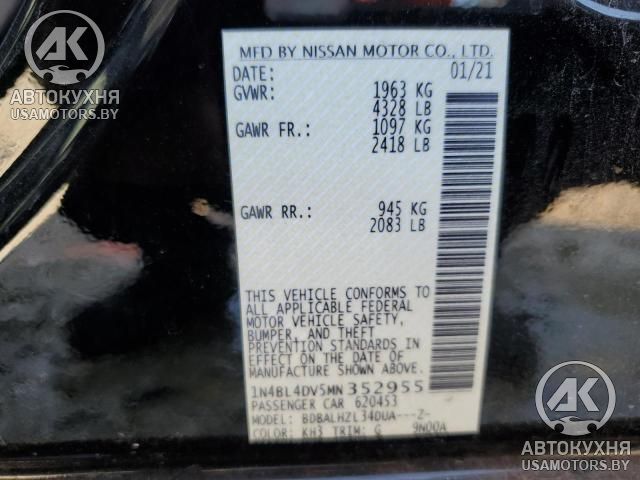 AK
АВТОКУХНЯ
USAMOTORS.BY
MFD BY NISSAN MOTOR CO., LTD.
DATE: 01/21
GVWR: 1963 KG
4328 LB
GAWR FR.: 1097 KG
2418 LB
GAWR RR.: 945 KG
2083 LB
THIS VEHICLE CONFORMS TO
ALL APPLICABLE FEDERAL
MOTOR VEHICLE SAFETY,
BUMPER, AND THEFT
PREVENTION STANDARDS IN
EFFECT ON THE DATE OF
MANUFACTURE SHOWN ABOVE.
1N4BL4DV5MN352955
PASSENGER CAR 620453
MODEL: BDBALHZL34DUA---Z-
COLOR: KH3 TRIM: G 9N00A
AK
АВТОКУХНЯ
USAMOTORS.BY